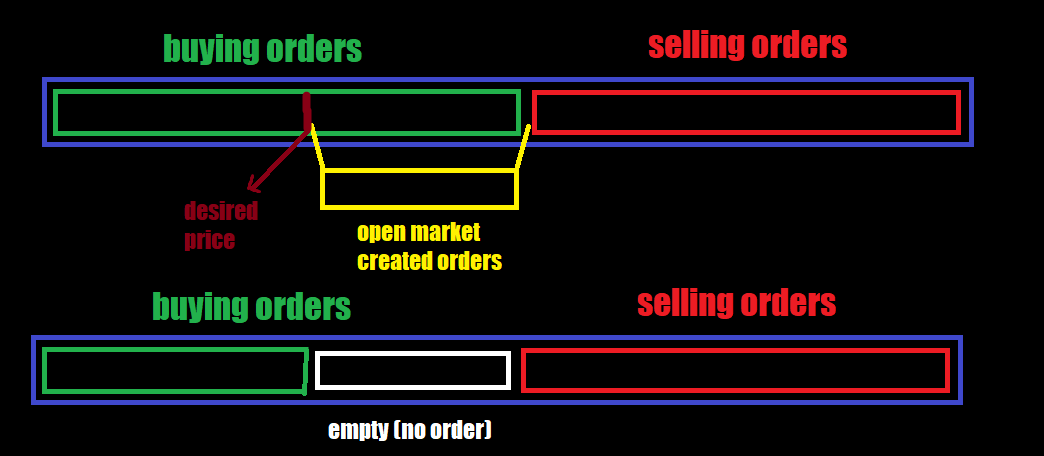 buying orders
selling orders
desired
price
open market
created orders
buying orders
selling orders
empty (no order)